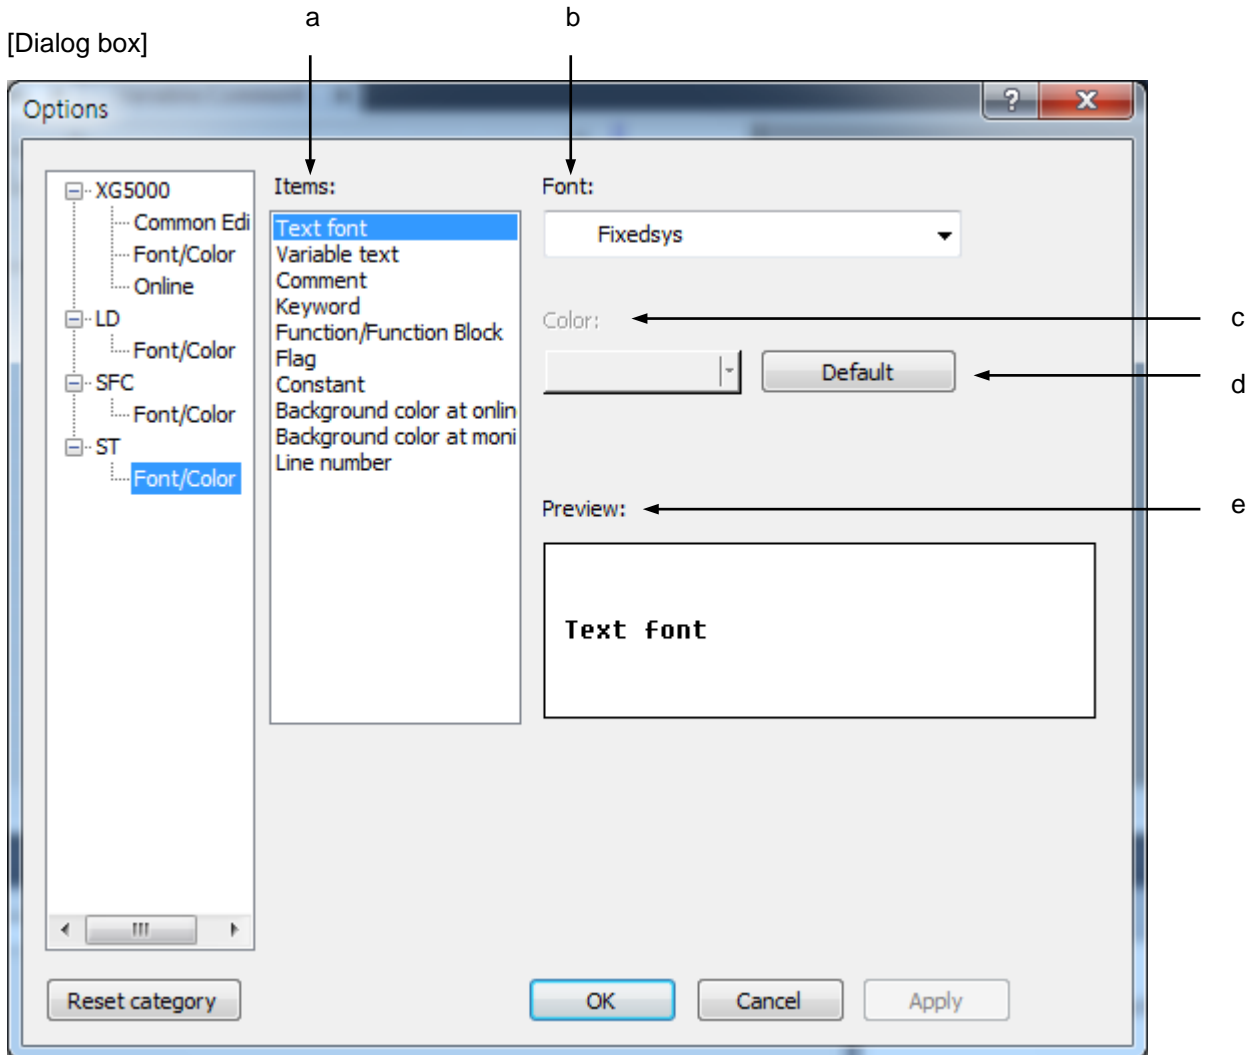 a
b
[Dialog box]
Options
?
X
XG5000
Common Edi
Font/Color
Online
LD
Font/Color
SFC
Font/Color
ST
Font/Color
Items:
Text font
Variable text
Comment
Keyword
Function/Function Block
Flag
Constant
Background color at onlin
Background color at moni
Line number
Font:
Fixedsys
Color:
c
Default
d
Preview:
e
Text font
Reset category
OK
Cancel
Apply